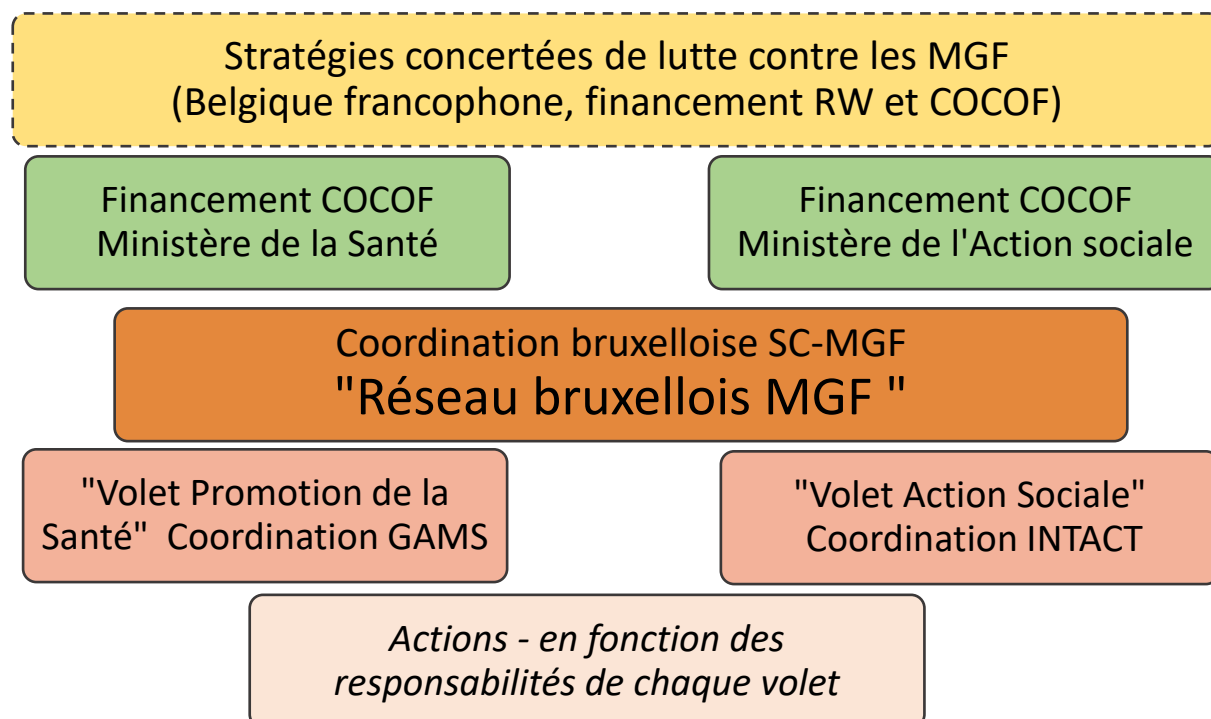 Stratégies concertées de lutte contre les MGF
(Belgique francophone, financement RW et COCOF)
Financement COCOF
Ministère de la Santé
Financement COCOF
Ministère de l'Action sociale
Coordination bruxelloise SC-MGF
"Réseau bruxellois MGF "
"Volet Promotion de la
Santé" Coordination GAMS
"Volet Action Sociale"
Coordination INTACT
Actions - en fonction des
responsabilités de chaque volet